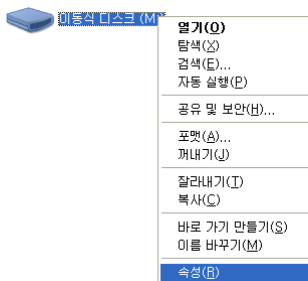 이동식 디스크 (M:)
열기(O)
탐색(X)
검색(E)...
자동 실행(P)
공유 및 보안(H)...
포맷(A)...
꺼내기(J)
잘라내기(T)
복사(C)
바로 가기 만들기(S)
이름 바꾸기(M)
속성(R)